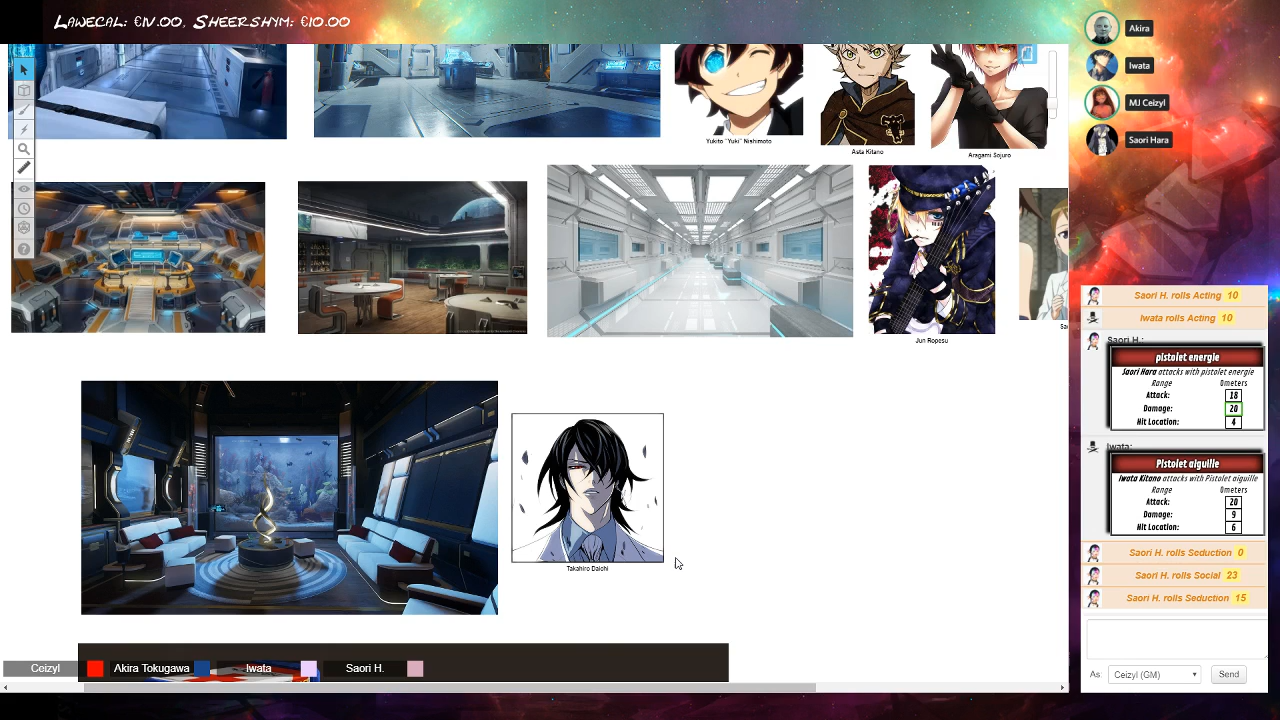 Lawecal: €IV.00, Sheershym: €10.00
Akira
Iwata
MJ Ceizyl
Saori Hara
Yukito "Yuki" Nishimoto
Asta Kitano
Aragami Sojuro
Jun Ropesu
Takahiro Daichi
Saori H. rolls Acting 10
Iwata rolls Acting 10
Saori H.:
pistolet energie
Saori Hara attacks with pistolet energie
Range 0meters
Attack: 18
Damage: 20
Hit Location: 4
Iwata:
Pistolet aiguille
Iwata Kitano attacks with Pistolet aiguille
Range 0meters
Attack: 20
Damage: 9
Hit Location: 6
Saori H. rolls Seduction 0
Saori H. rolls Social 23
Saori H. rolls Seduction 15
As: Ceizyl (GM) Send
Ceizyl Akira Tokugawa Iwata Saori H.